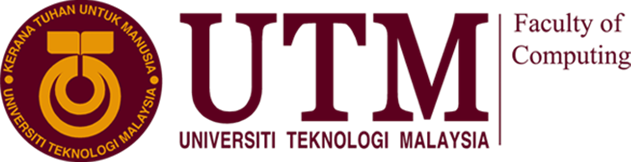 KERANA TUHAN UNTUK MANUSIA
UNIVERSITI TEKNOLOGI MALAYSIA
UTM
UNIVERSITI TEKNOLOGI MALAYSIA
Faculty of
Computing